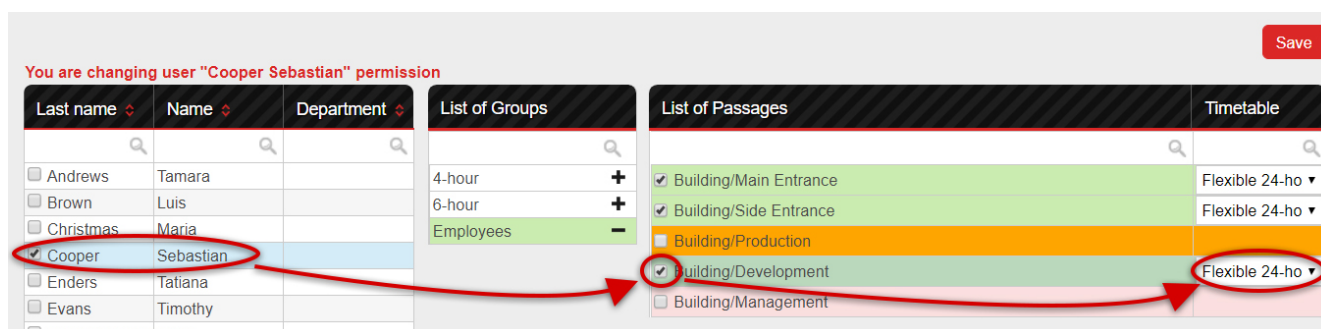 Save
You are changing user "Cooper Sebastian" permission
Last name Name Department List of Groups List of Passages Timetable
Andrews Tamara
Brown Luis
Christmas Maria
Cooper Sebastian
Enders Tatiana
Evans Timothy
4-hour
6-hour
Employees
Building/Main Entrance Flexible 24-ho
Building/Side Entrance Flexible 24-ho
Building/Production
Building/Development Flexible 24-ho
Building/Management